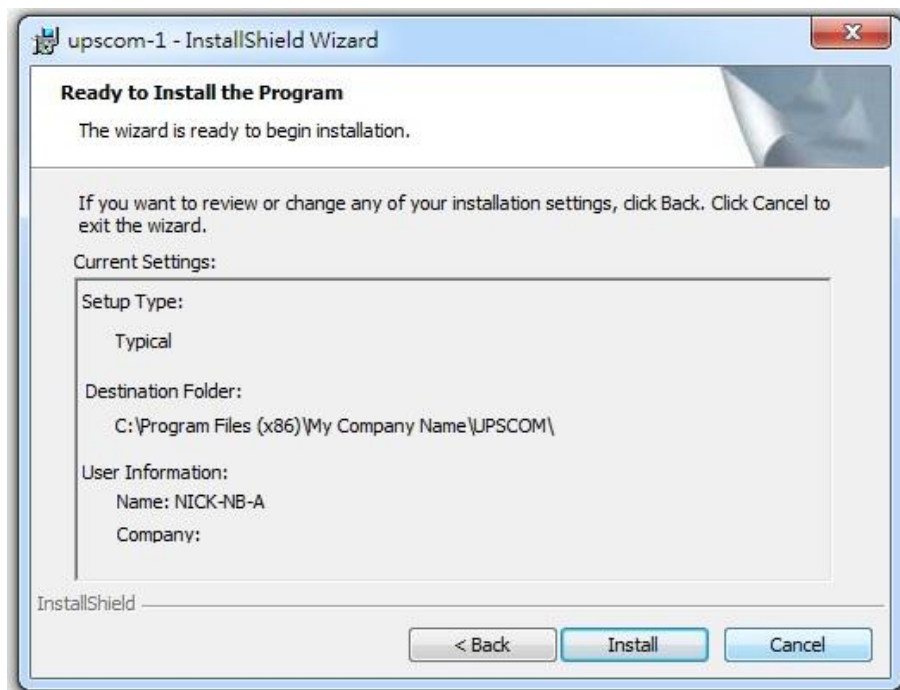 upscom-1 - InstallShield Wizard
Ready to Install the Program
The wizard is ready to begin installation.
If you want to review or change any of your installation settings, click Back. Click Cancel to
exit the wizard.
Current Settings:
Setup Type:
Typical
Destination Folder:
C:\Program Files (x86)\My Company Name\UPSCOM\
User Information:
Name: NICK-NB-A
Company:
InstallShield
< Back
Install
Cancel